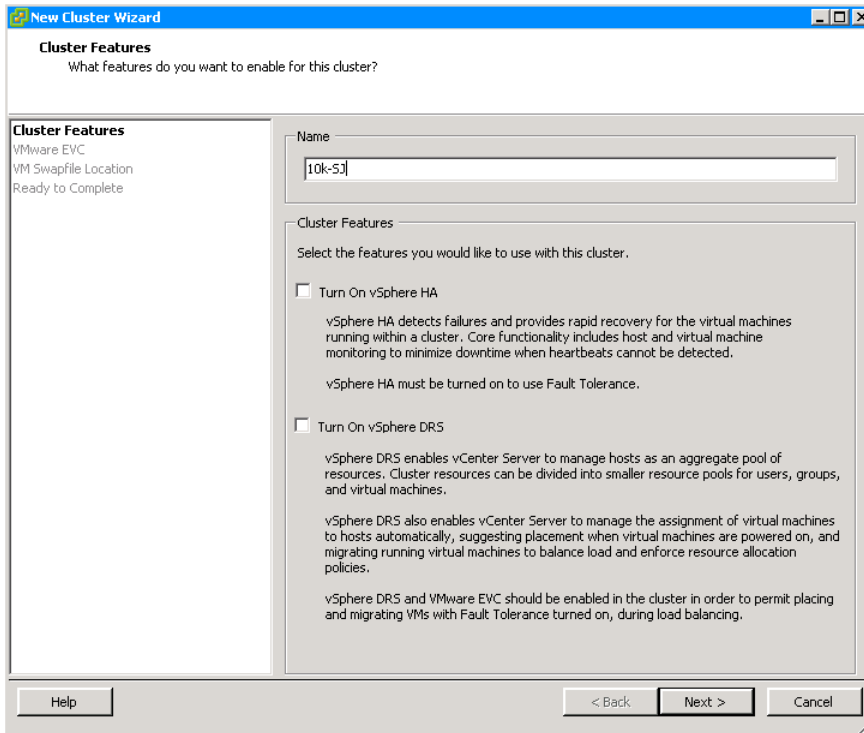 New Cluster Wizard
Cluster Features
What features do you want to enable for this cluster?
Cluster Features
VMware EVC
VM Swapfile Location
Ready to Complete
Name
10k-SJ
Cluster Features
Select the features you would like to use with this cluster.
Turn On vSphere HA
vSphere HA detects failures and provides rapid recovery for the virtual machines
running within a cluster. Core functionality includes host and virtual machine
monitoring to minimize downtime when heartbeats cannot be detected.
vSphere HA must be turned on to use Fault Tolerance.
Turn On vSphere DRS
vSphere DRS enables vCenter Server to manage hosts as an aggregate pool of
resources. Cluster resources can be divided into smaller resource pools for users, groups,
and virtual machines.
vSphere DRS also enables vCenter Server to manage the assignment of virtual machines
to hosts automatically, suggesting placement when virtual machines are powered on, and
migrating running virtual machines to balance load and enforce resource allocation
policies.
vSphere DRS and VMware EVC should be enabled in the cluster in order to permit placing
and migrating VMs with Fault Tolerance turned on, during load balancing.
Help
< Back
Next >
Cancel